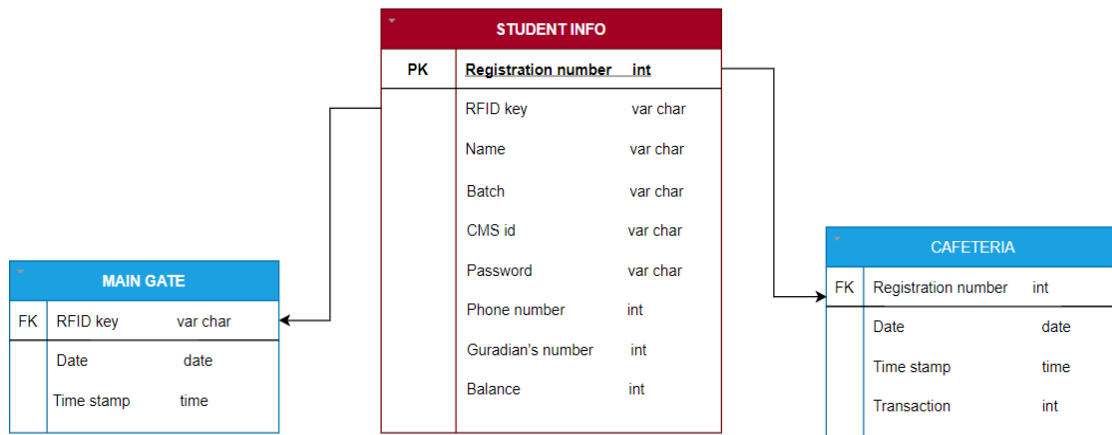 STUDENT INFO
PK Registration number int
RFID key var char
Name var char
Batch var char
CMS id var char
Password var char
Phone number int
Guradian's number int
Balance int
MAIN GATE
FK RFID key var char
Date date
Time stamp time
CAFETERIA
FK Registration number int
Date date
Time stamp time
Transaction int